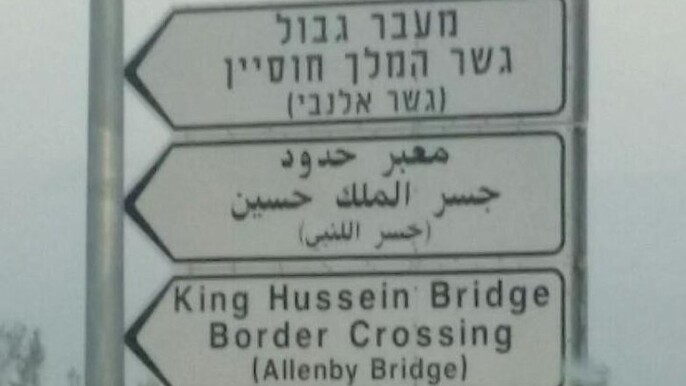 מעבר גבול
גשר המלך חוסיין
(גשר אלנבי)
معبر حدود
جسر الملك حسين
(جسر اللنبي)
King Hussein Bridge
Border Crossing
(Allenby Bridge)